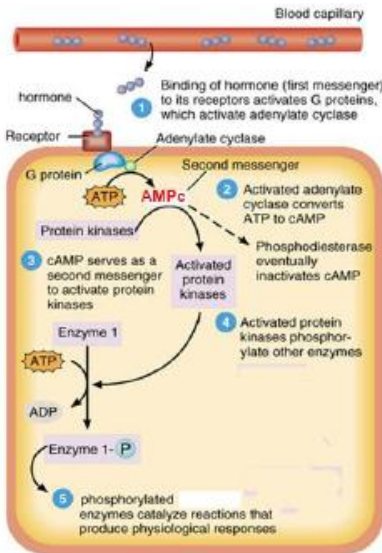 Blood capillary
1 Binding of hormone (first messenger)
to its receptors activates G proteins,
which activate adenylate cyclase
hormone
Receptor
Adenylate cyclase
G protein
Second messenger
ATP
AMPc
2 Activated adenylate
cyclase converts
ATP to cAMP
Protein kinases
Phosphodiesterase
eventually
inactivates cAMP
3 cAMP serves as a
second messenger
to activate protein
kinases
Activated
protein
kinases
4 Activated protein
kinases phosphor-
ylate other enzymes
Enzyme 1
ATP
ADP
Enzyme 1- P
5 phosphorylated
enzymes catalyze reactions that
produce physiological responses